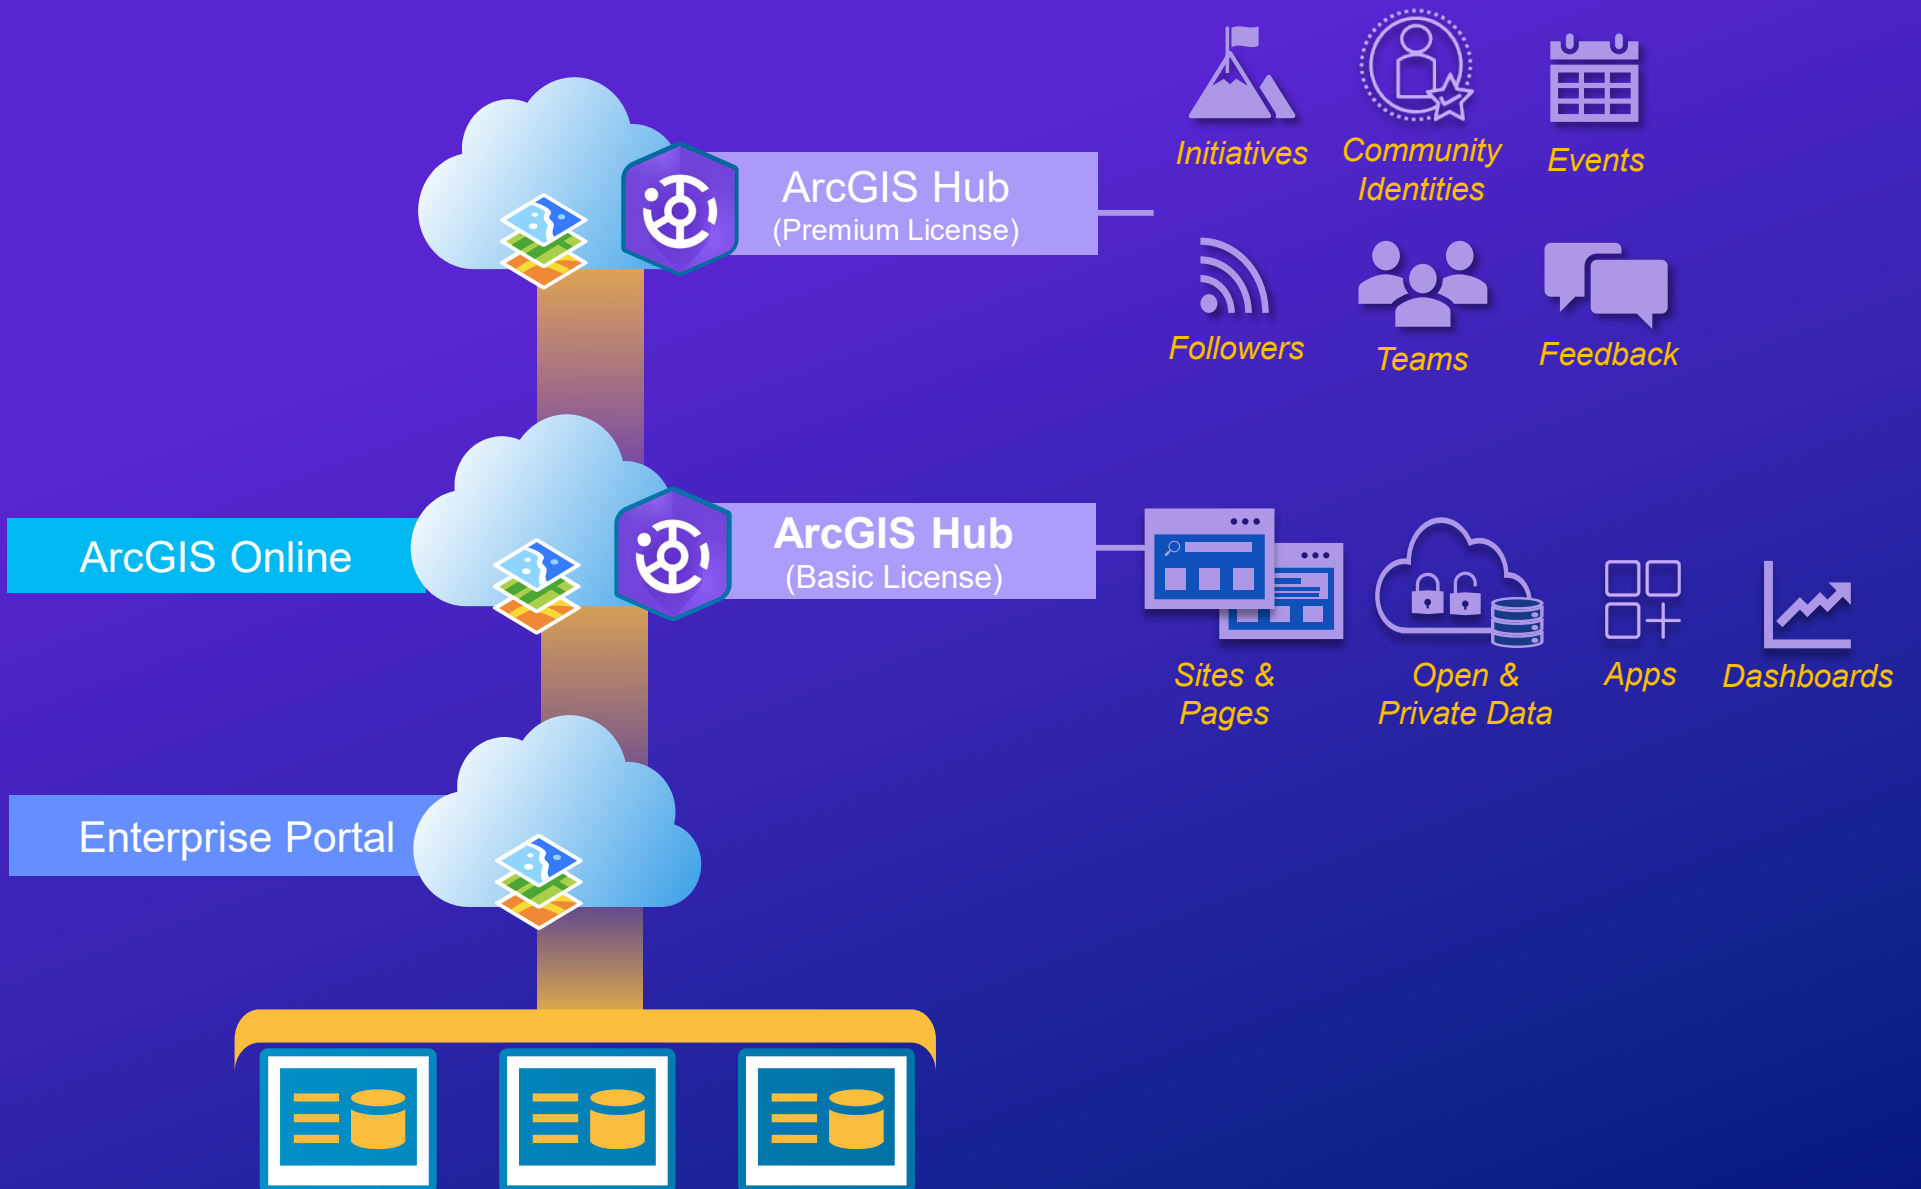 ArcGIS Hub
(Premium License)
Initiatives
Community
Identities
Events
Followers
Teams
Feedback
ArcGIS Online
ArcGIS Hub
(Basic License)
Sites &
Pages
Open &
Private Data
Apps
Dashboards
Enterprise Portal